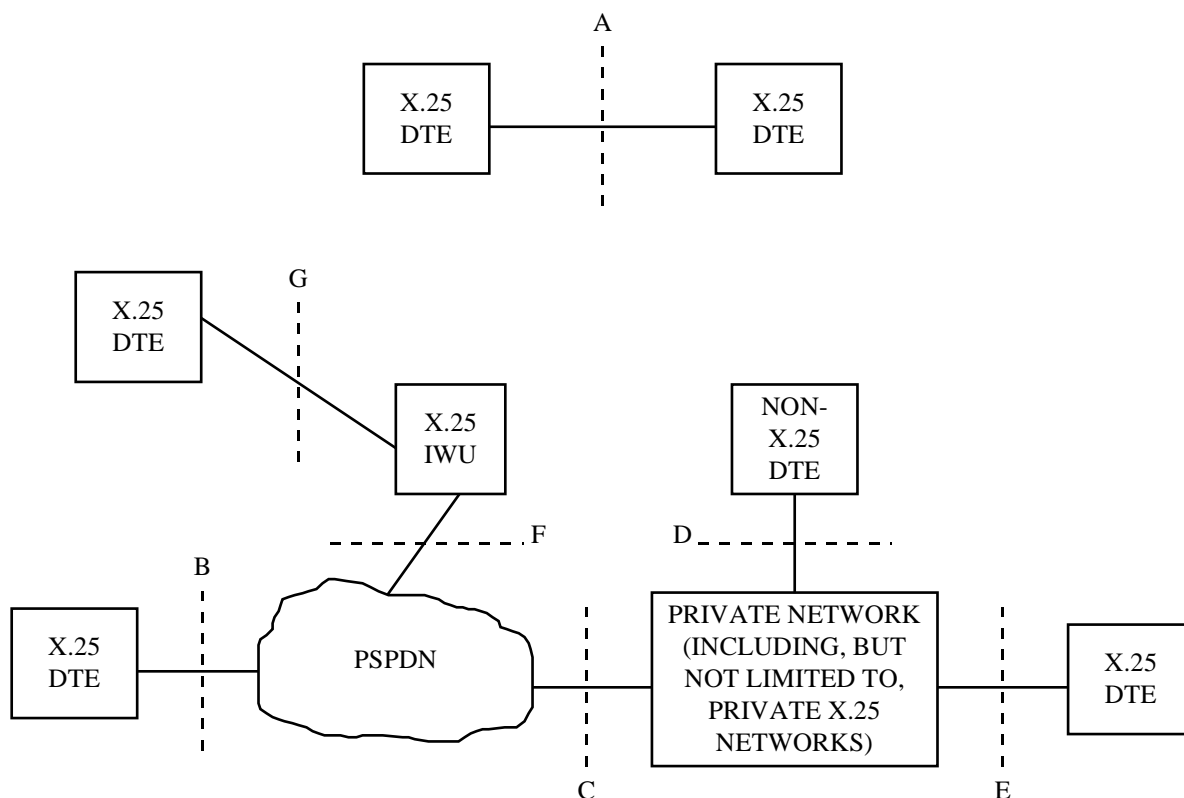 A
X.25
DTE
X.25
DTE
G
X.25
DTE
X.25
IWU
NON-
X.25
DTE
F
D
B
X.25
DTE
PSPDN
PRIVATE NETWORK
(INCLUDING, BUT
NOT LIMITED TO,
PRIVATE X.25
NETWORKS)
X.25
DTE
C
E